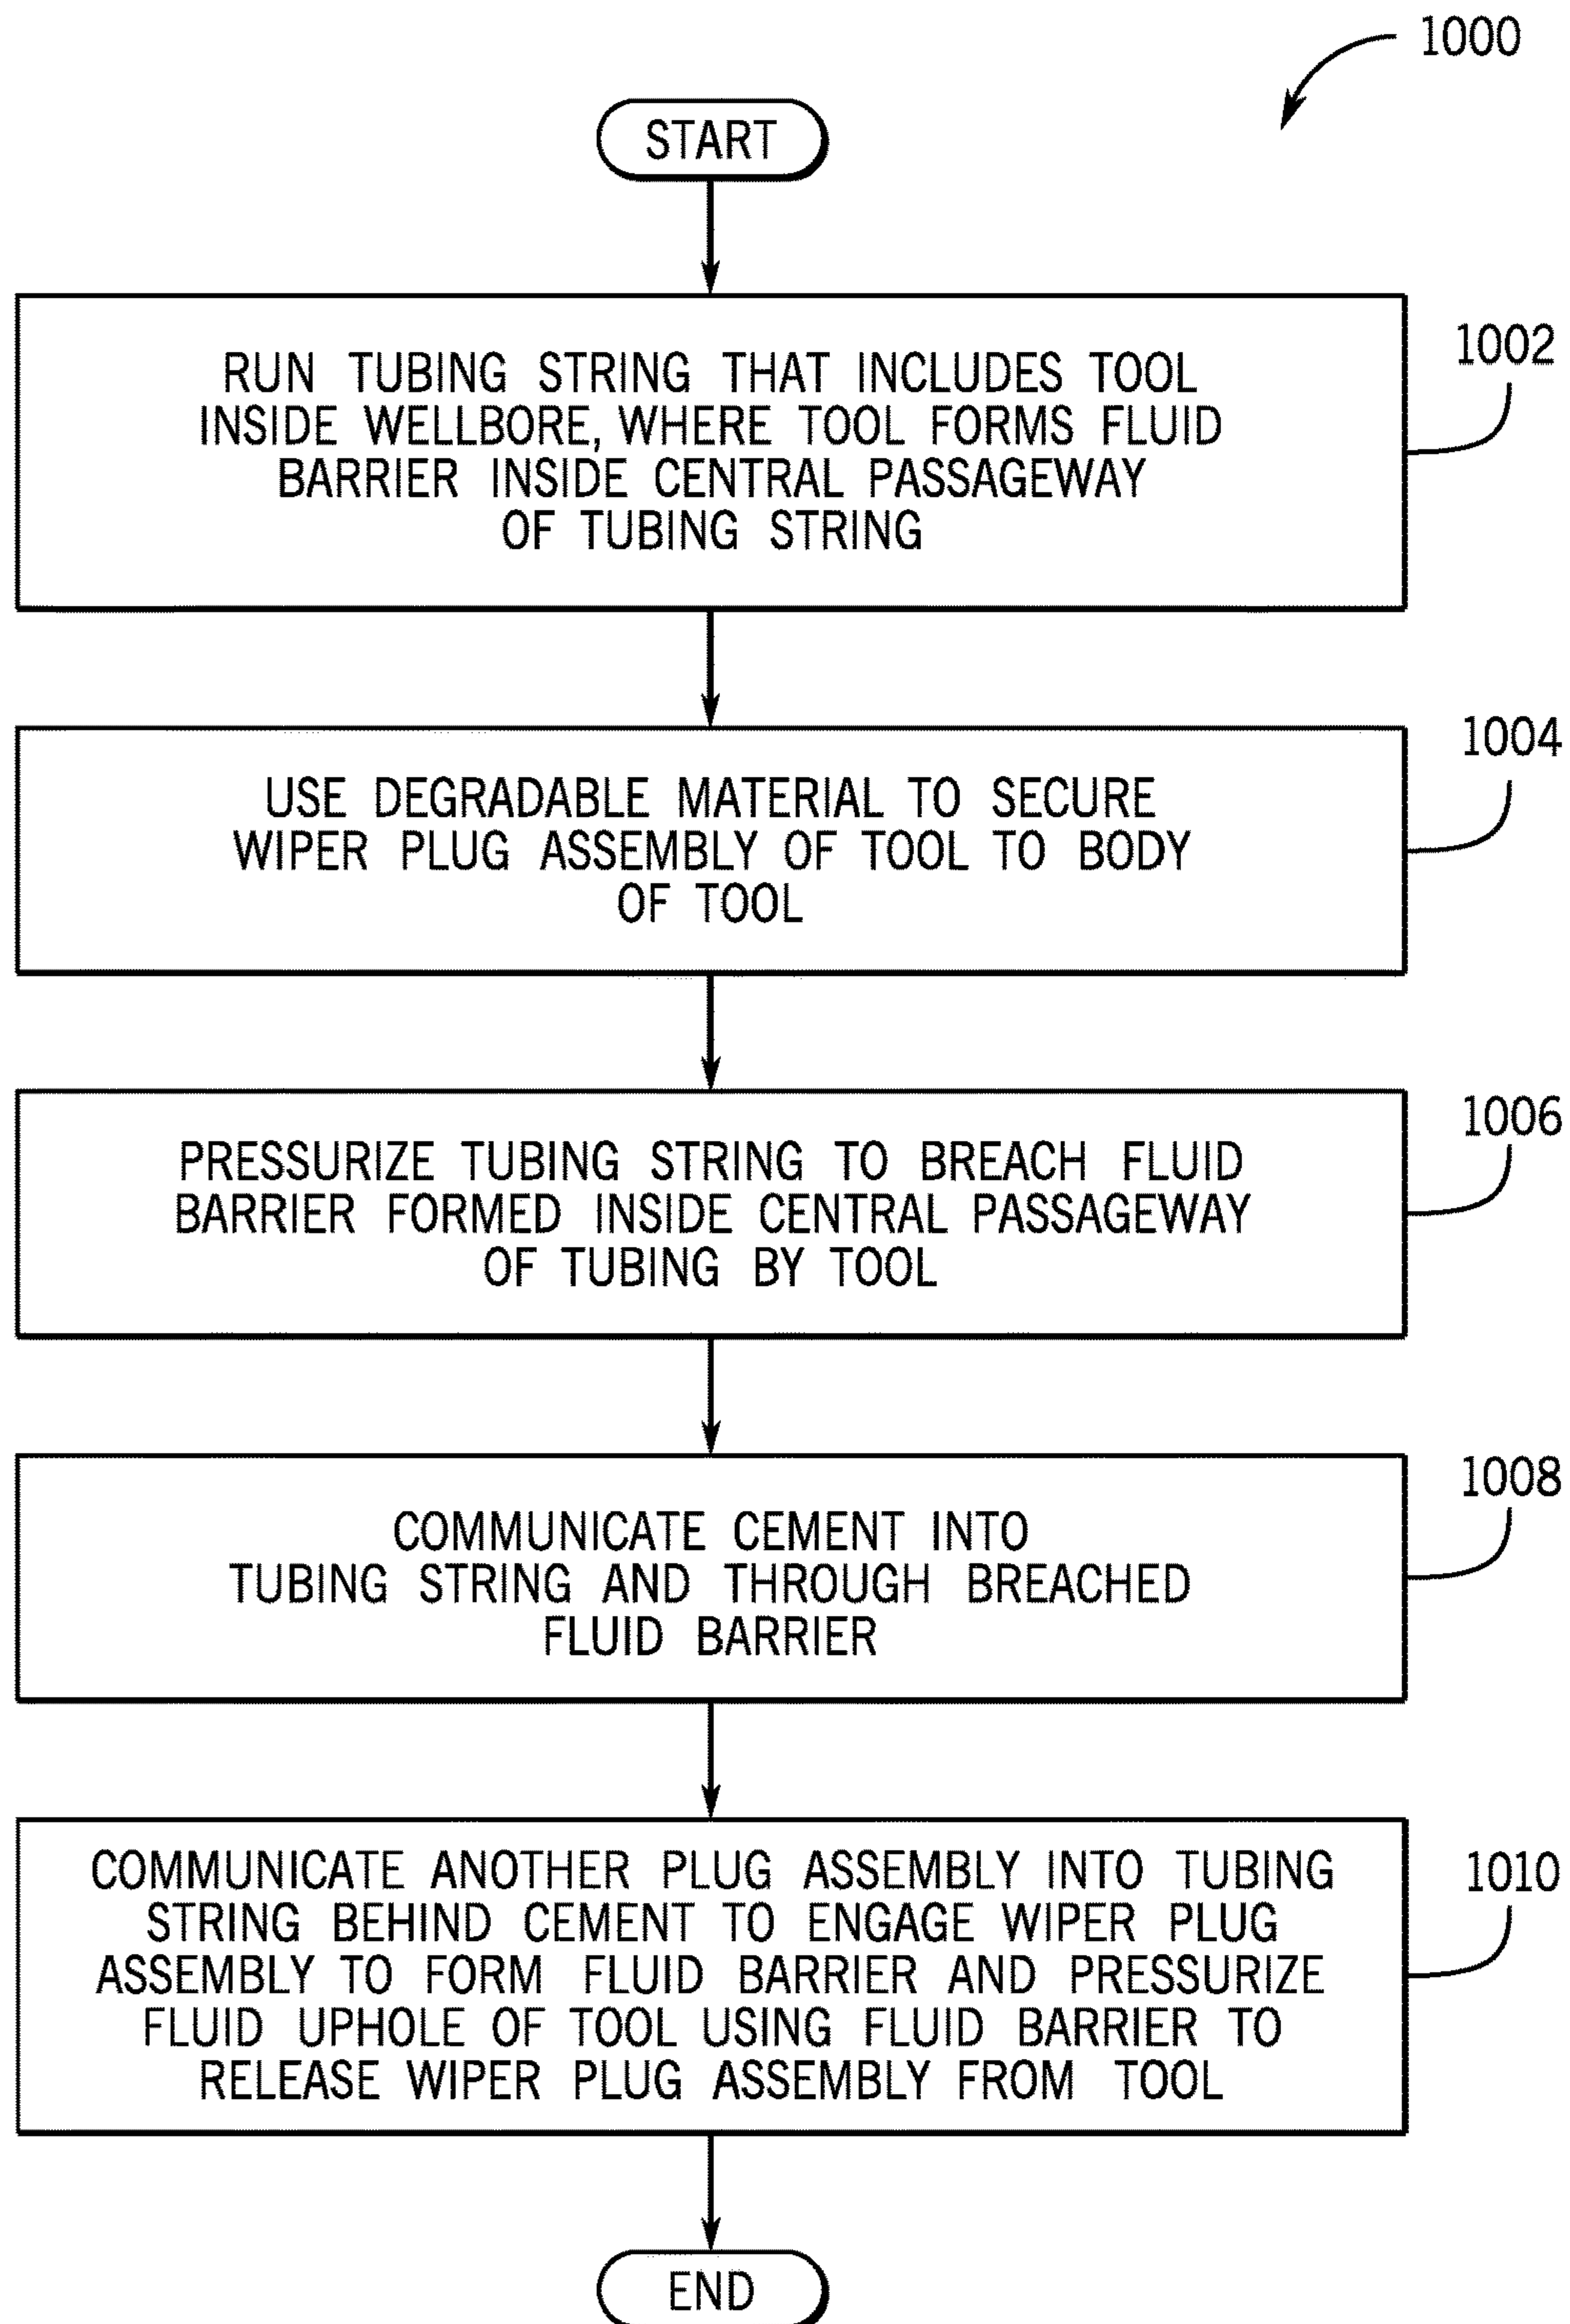 1000
START
RUN TUBING STRING THAT INCLUDES TOOL
INSIDE WELLBORE, WHERE TOOL FORMS FLUID
BARRIER INSIDE CENTRAL PASSAGEWAY
OF TUBING STRING
1002
USE DEGRADABLE MATERIAL TO SECURE
WIPER PLUG ASSEMBLY OF TOOL TO BODY
OF TOOL
1004
PRESSURIZE TUBING STRING TO BREACH FLUID
BARRIER FORMED INSIDE CENTRAL PASSAGEWAY
OF TUBING BY TOOL
1006
COMMUNICATE CEMENT INTO
TUBING STRING AND THROUGH BREACHED
FLUID BARRIER
1008
COMMUNICATE ANOTHER PLUG ASSEMBLY INTO TUBING
STRING BEHIND CEMENT TO ENGAGE WIPER PLUG
ASSEMBLY TO FORM FLUID BARRIER AND PRESSURIZE
FLUID UPHOLE OF TOOL USING FLUID BARRIER TO
RELEASE WIPER PLUG ASSEMBLY FROM TOOL
1010
END